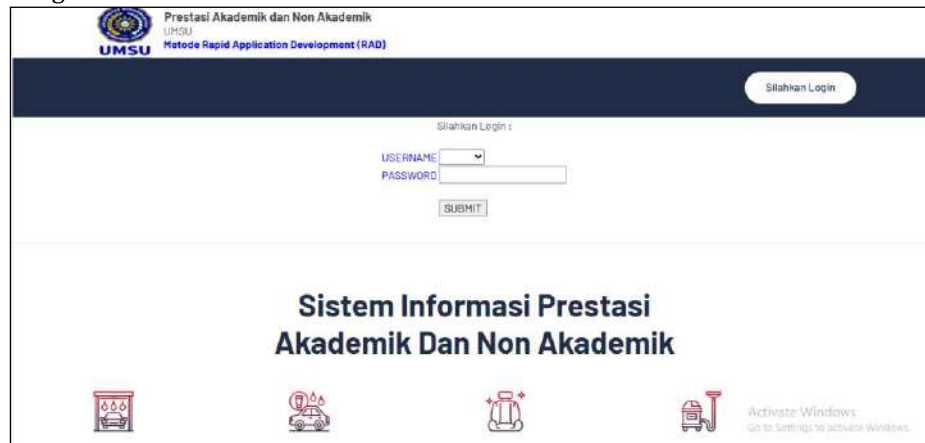 Prestasi Akademik dan Non Akademik
UMSU
UMSU
Metode Rapid Application Development (RAD)
Silahkan Login
Silahkan Login :
USERNAME
PASSWORD
SUBMIT
Sistem Informasi Prestasi
Akademik Dan Non Akademik
Activate Windows
Go to Settings to activate Windows.